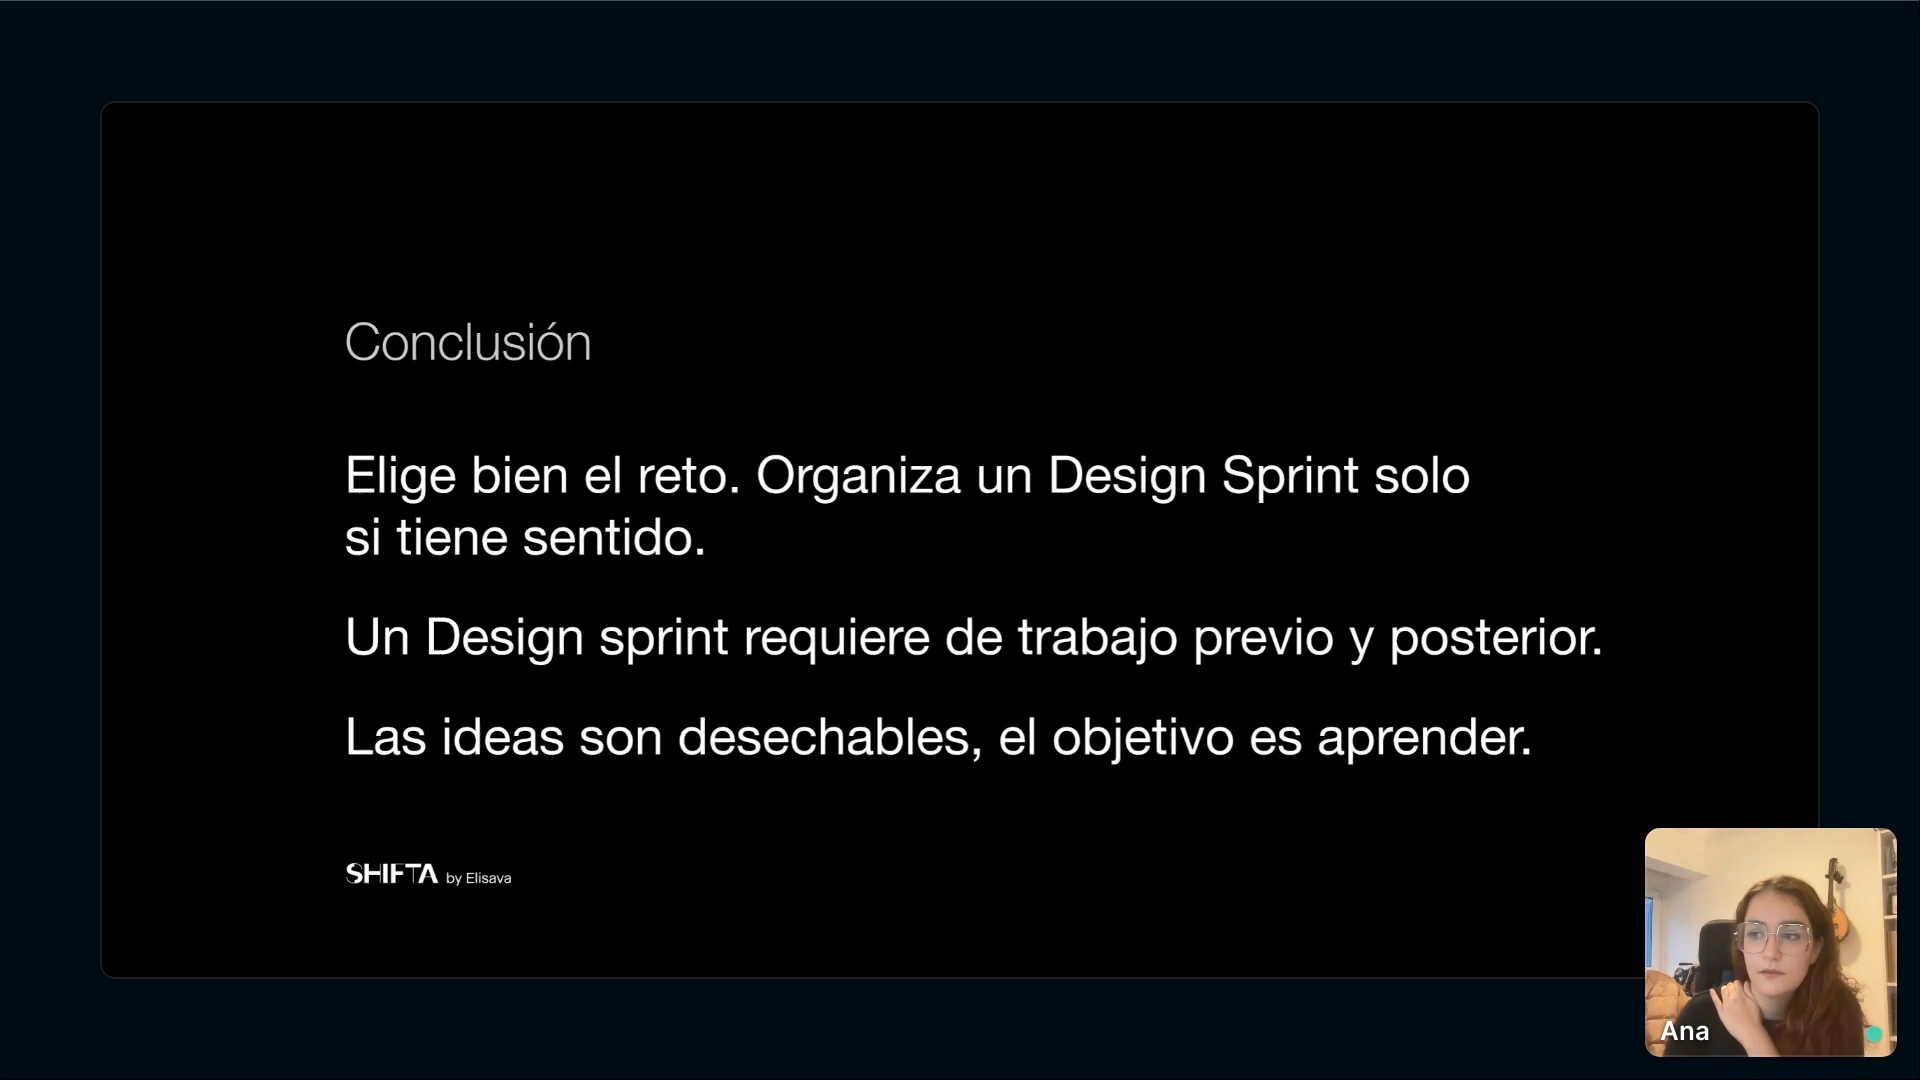 Conclusión
Elige bien el reto. Organiza un Design Sprint solo
si tiene sentido.
Un Design sprint requiere de trabajo previo y posterior.
Las ideas son desechables, el objetivo es aprender.
SHIFTA by Elisava
Ana